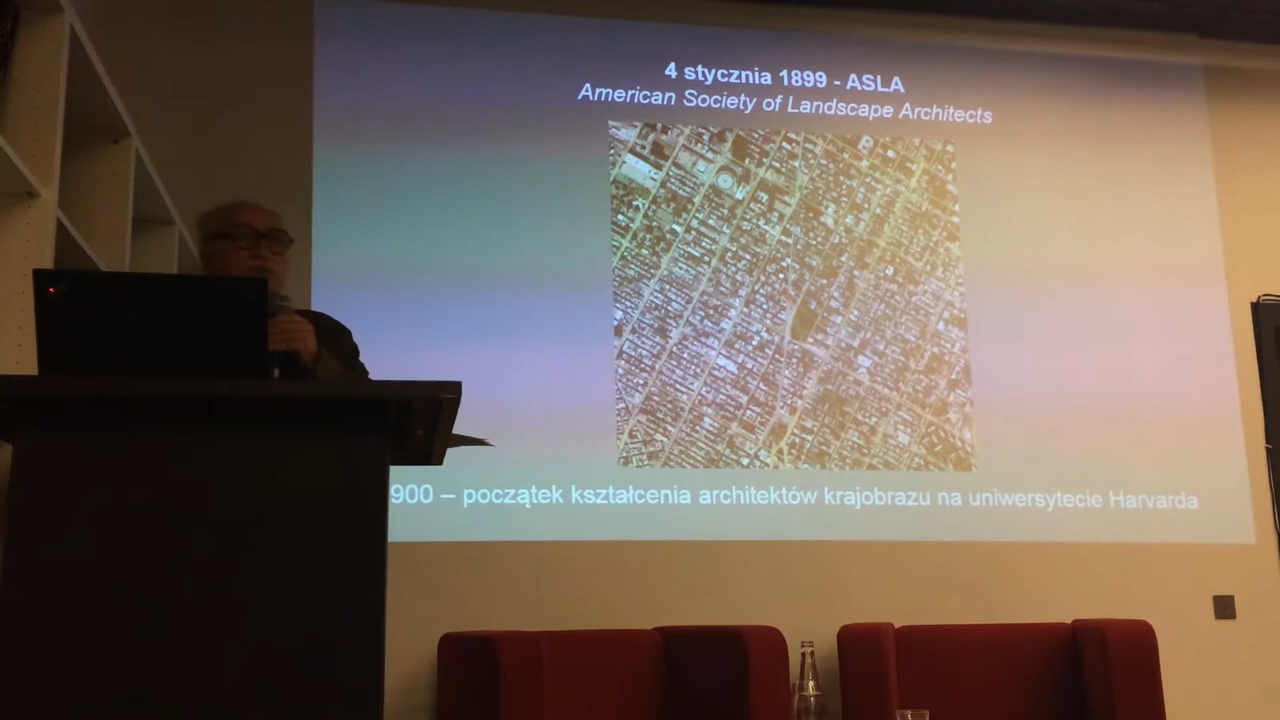 4 stycznia 1899 - ASLA
American Society of Landscape Architects
900 – początek kształcenia architektów krajobrazu na uniwersytecie Harvarda